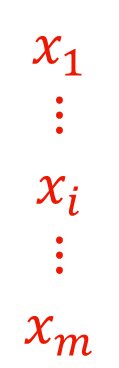 x₁
⋮
xᵢ
⋮
xₘ